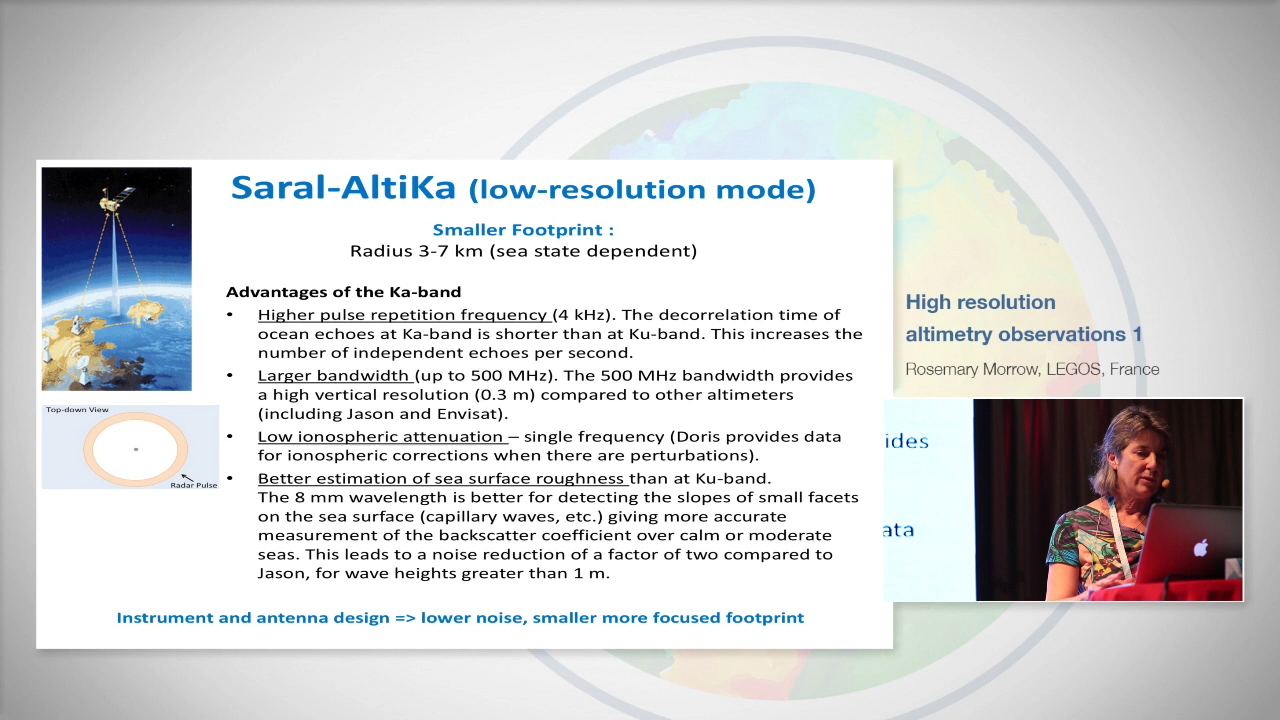 Saral-AltiKa (low-resolution mode)
Smaller Footprint :
Radius 3-7 km (sea state dependent)
Advantages of the Ka-band
• Higher pulse repetition frequency (4 kHz). The decorrelation time of
ocean echoes at Ka-band is shorter than at Ku-band. This increases the
number of independent echoes per second.
• Larger bandwidth (up to 500 MHz). The 500 MHz bandwidth provides
a high vertical resolution (0.3 m) compared to other altimeters
(including Jason and Envisat).
• Low ionospheric attenuation – single frequency (Doris provides data
for ionospheric corrections when there are perturbations).
• Better estimation of sea surface roughness than at Ku-band.
The 8 mm wavelength is better for detecting the slopes of small facets
on the sea surface (capillary waves, etc.) giving more accurate
measurement of the backscatter coefficient over calm or moderate
seas. This leads to a noise reduction of a factor of two compared to
Jason, for wave heights greater than 1 m.
Instrument and antenna design => lower noise, smaller more focused footprint
Top-down View
Radar Pulse
High resolution
altimetry observations 1
Rosemary Morrow, LEGOS, France
ides
ata